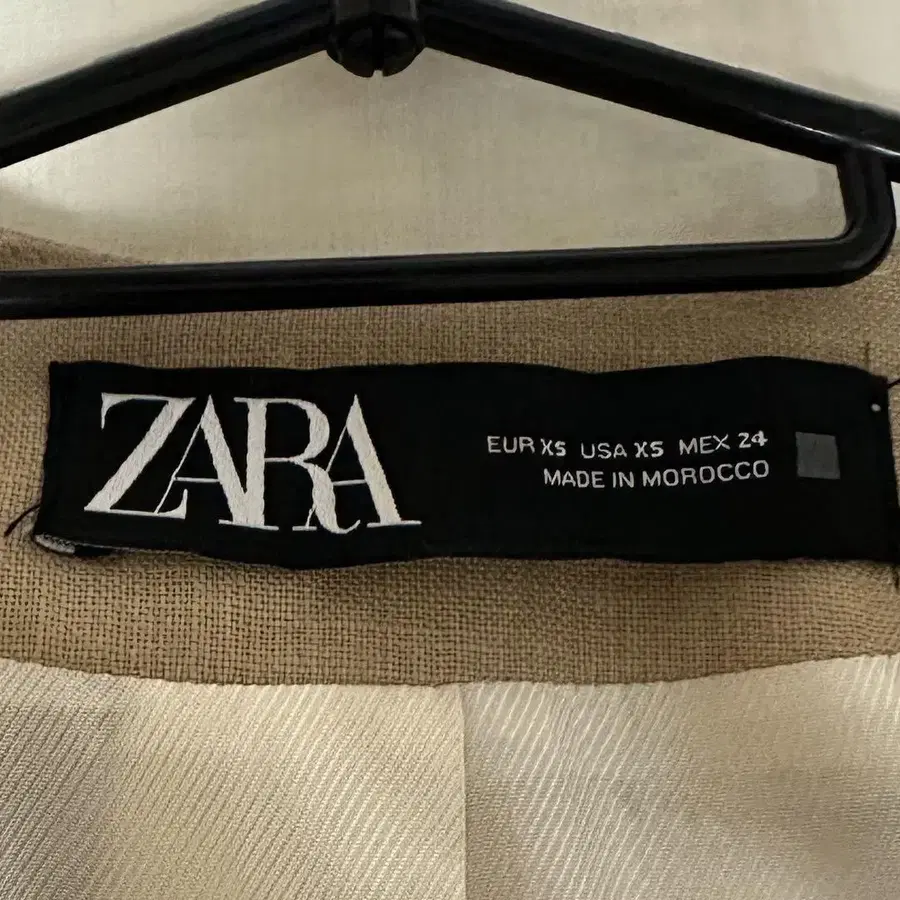 ZARA
EUR XS USA XS MEX 24
MADE IN MOROCCO